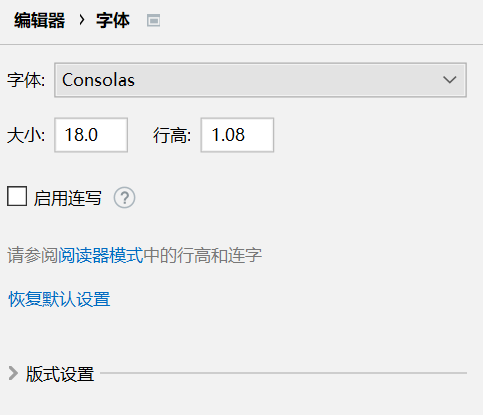 编辑器 › 字体
字体: Consolas
大小: 18.0 行高: 1.08
启用连写 ?
请参阅阅读器模式中的行高和连字
恢复默认设置
版式设置